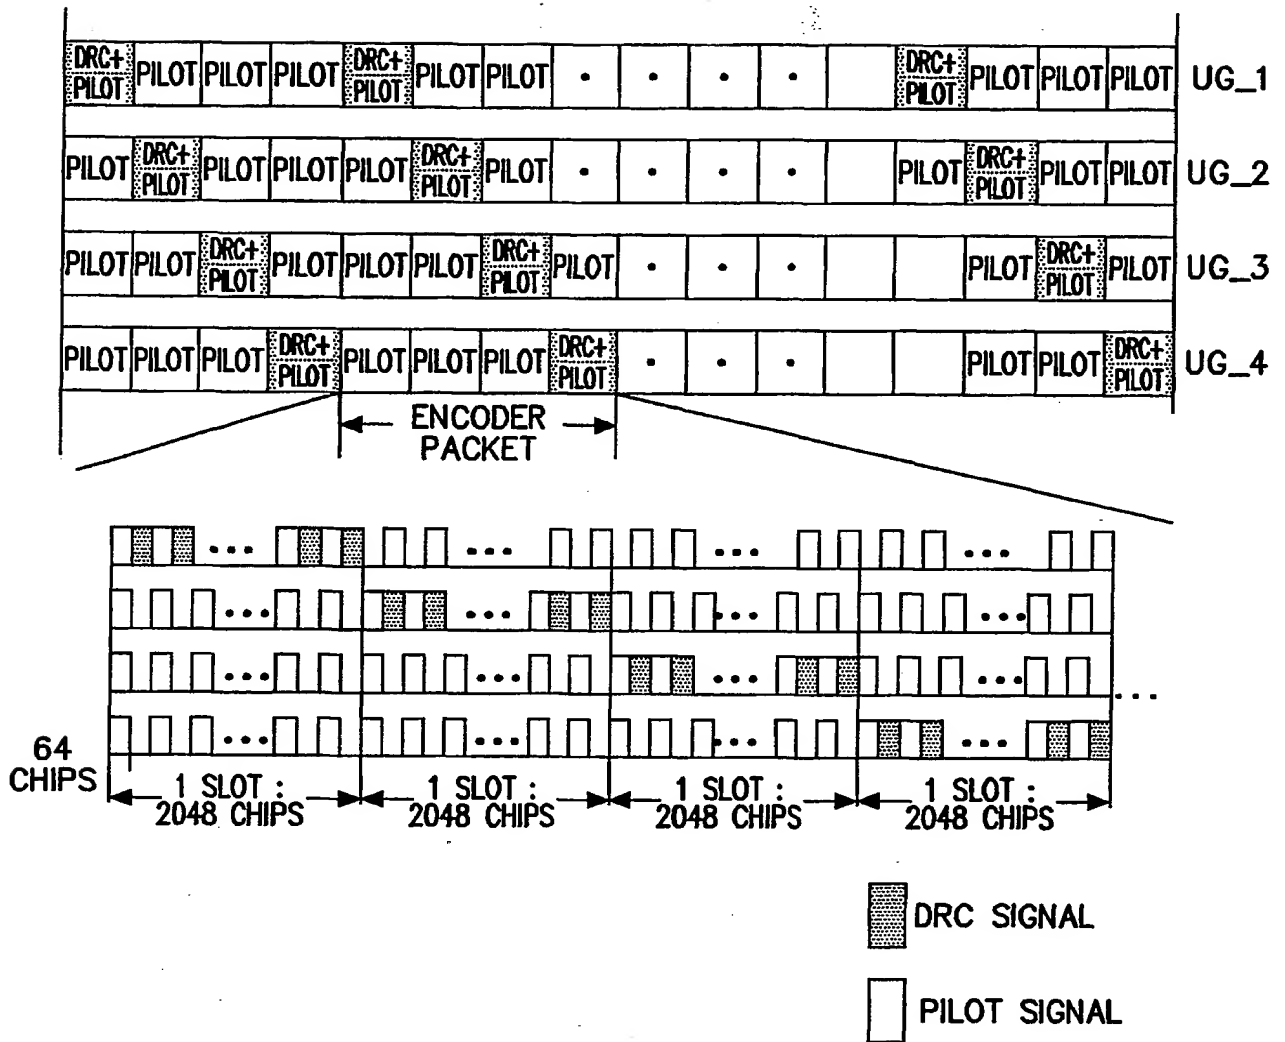 DRC+ PILOT PILOT PILOT PILOT DRC+ PILOT PILOT PILOT • • • • DRC+ PILOT PILOT PILOT PILOT UG_1
PILOT DRC+ PILOT PILOT PILOT PILOT DRC+ PILOT PILOT • • • • PILOT DRC+ PILOT PILOT PILOT UG_2
PILOT PILOT DRC+ PILOT PILOT PILOT PILOT DRC+ PILOT PILOT • • • PILOT DRC+ PILOT PILOT UG_3
PILOT PILOT PILOT DRC+ PILOT PILOT PILOT PILOT DRC+ PILOT • • • PILOT PILOT DRC+ PILOT UG_4
ENCODER
PACKET
••• ••• ••• •••
••• ••• ••• •••
••• ••• ••• ••• •••
••• ••• ••• •••
64
CHIPS
1 SLOT : 1 SLOT : 1 SLOT : 1 SLOT :
2048 CHIPS 2048 CHIPS 2048 CHIPS 2048 CHIPS
DRC SIGNAL
PILOT SIGNAL